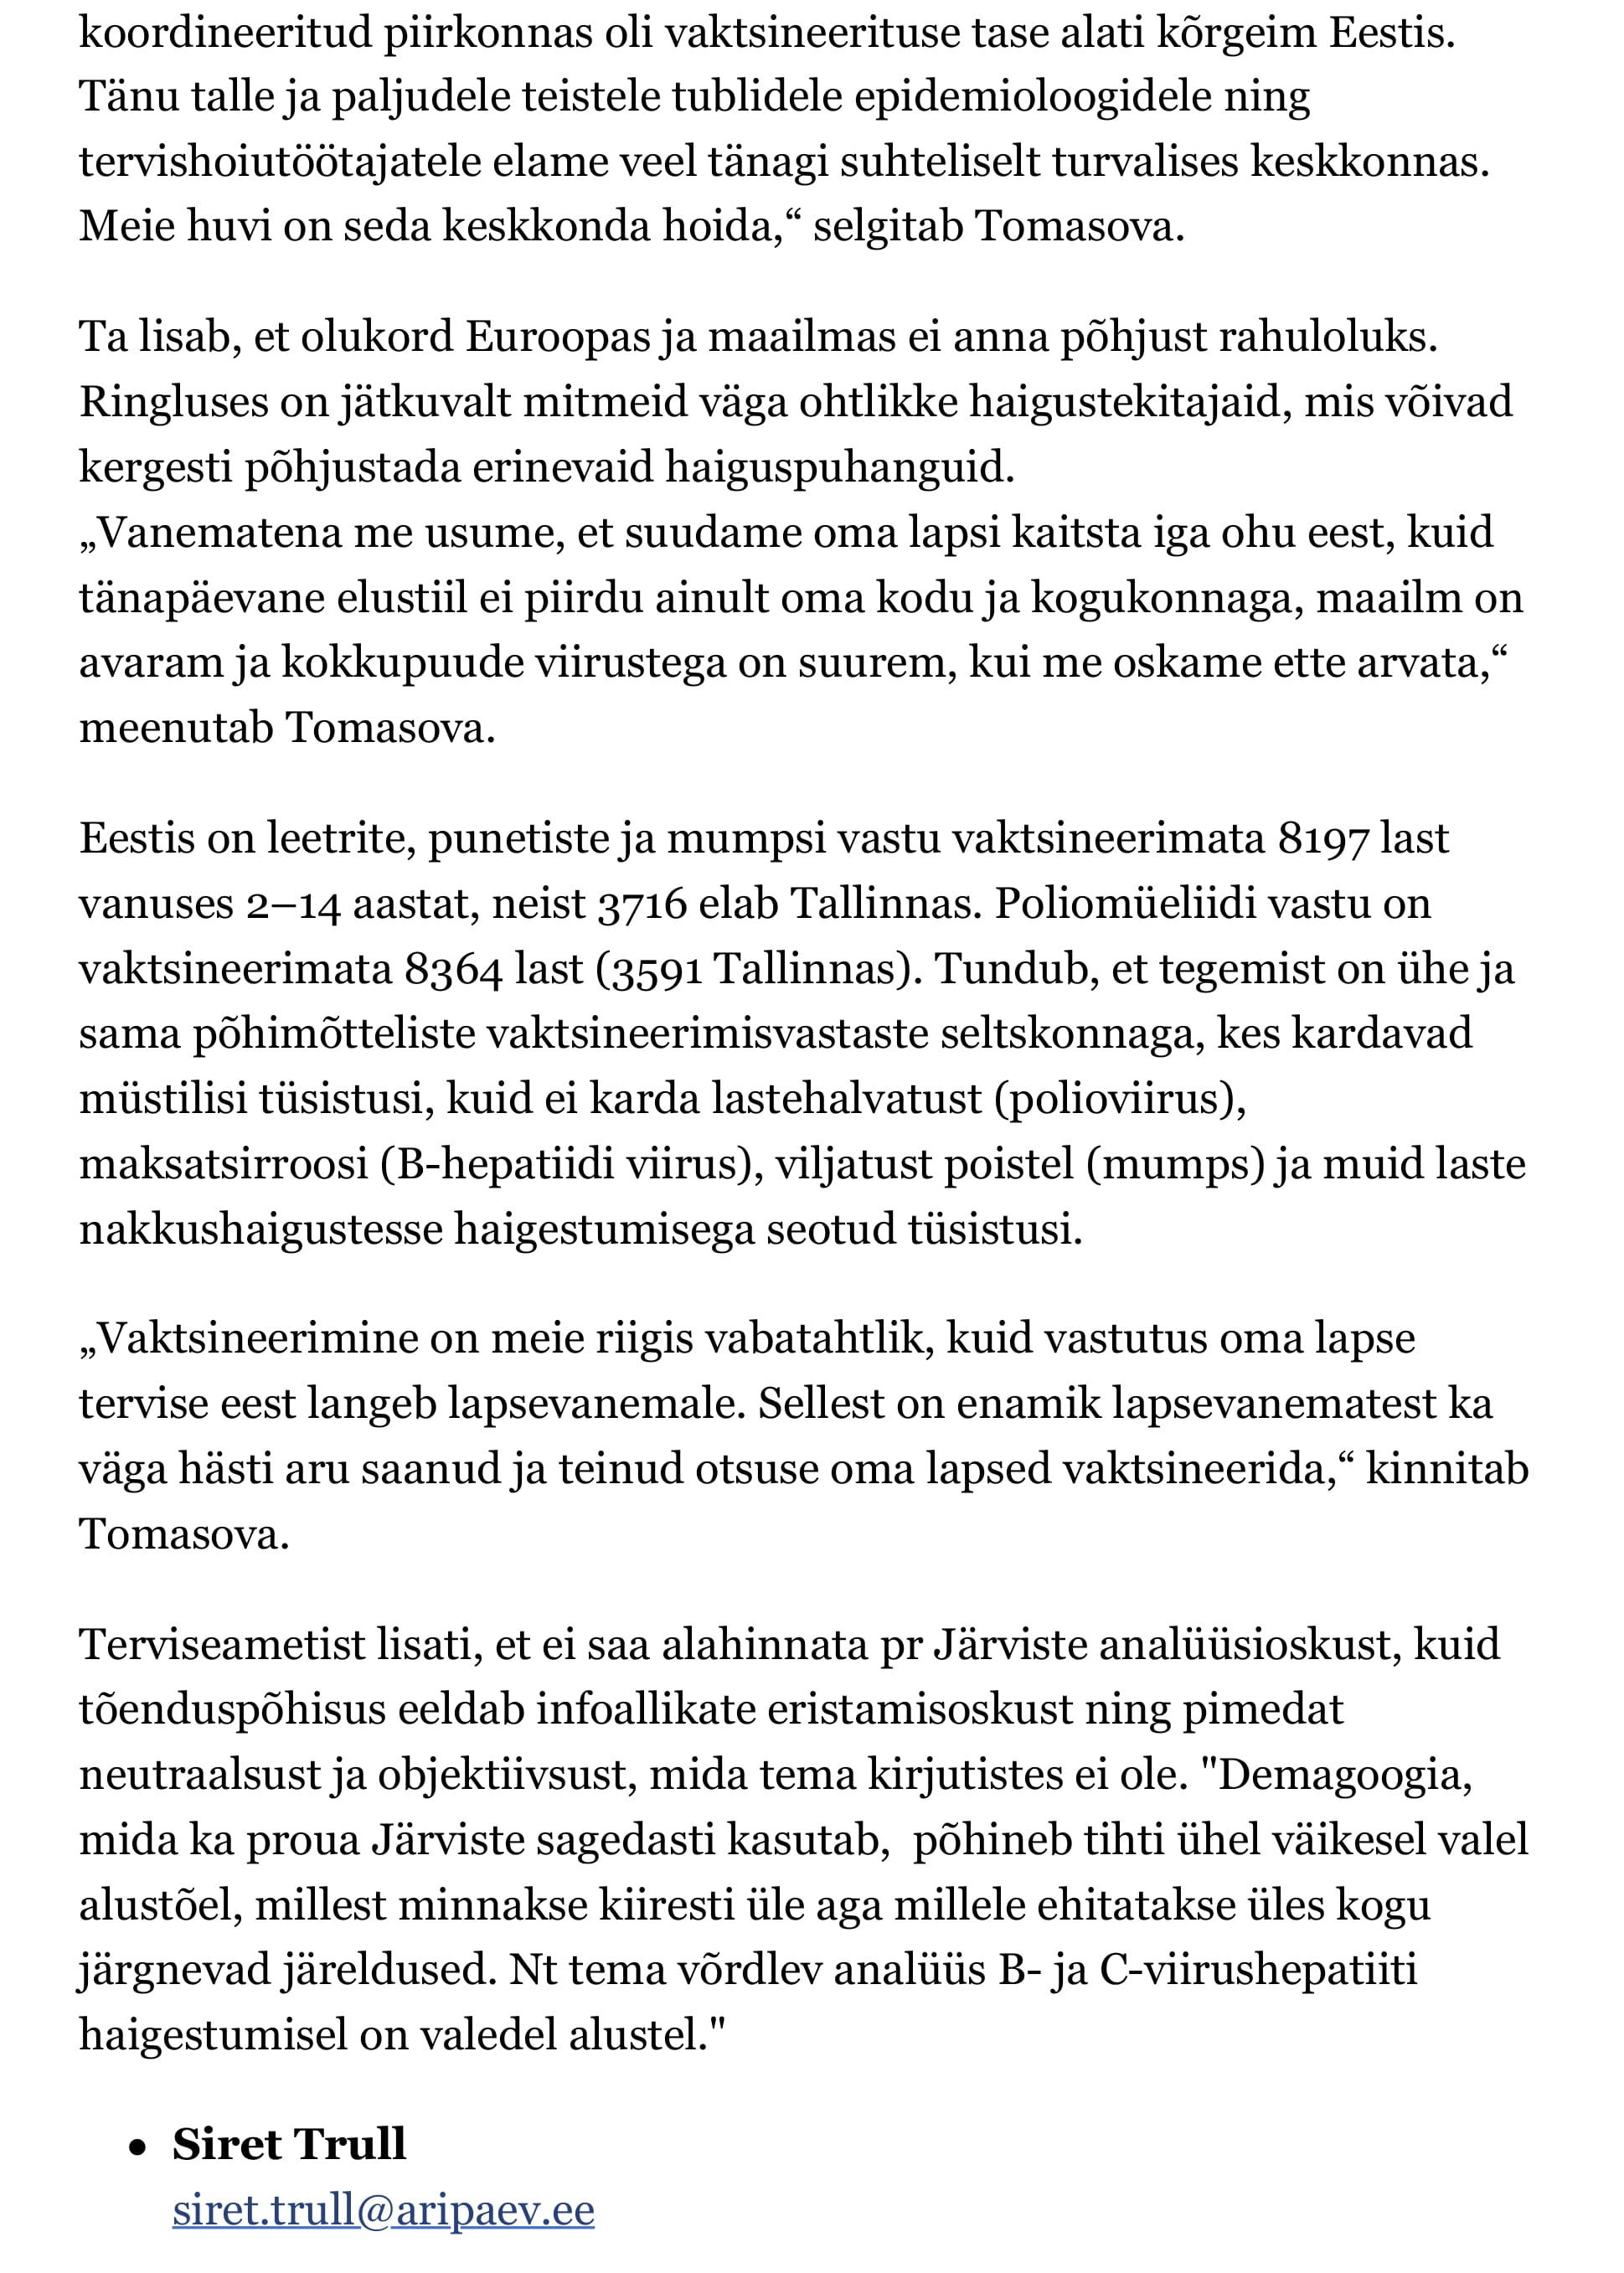 koordineeritud piirkonnas oli vaktsineerituse tase alati kõrgeim Eestis.
Tänu talle ja paljudele teistele tublidele epidemioloogidele ning
tervishoiutöötajatele elame veel tänagi suhteliselt turvalises keskkonnas.
Meie huvi on seda keskkonda hoida,“ selgitab Tomasova.
Ta lisab, et olukord Euroopas ja maailmas ei anna põhjust rahuloluks.
Ringluses on jätkuvalt mitmeid väga ohtlikke haigustekitajaid, mis võivad
kergesti põhjustada erinevaid haiguspuhanguid.
„Vanematena me usume, et suudame oma lapsi kaitsta iga ohu eest, kuid
tänapäevane elustiil ei piirdu ainult oma kodu ja kogukonnaga, maailm on
avaram ja kokkupuude viirustega on suurem, kui me oskame ette arvata,“
meenutab Tomasova.
Eestis on leetrite, punetiste ja mumpsi vastu vaktsineerimata 8197 last
vanuses 2–14 aastat, neist 3716 elab Tallinnas. Poliomüeliidi vastu on
vaktsineerimata 8364 last (3591 Tallinnas). Tundub, et tegemist on ühe ja
sama põhimõtteliste vaktsineerimisvastaste seltskonnaga, kes kardavad
müstilisi tüsistusi, kuid ei karda lastehalvatust (polioviirus),
maksatsirroosi (B-hepatiidi viirus), viljatust poistel (mumps) ja muid laste
nakkushaigustesse haigestumisega seotud tüsistusi.
„Vaktsineerimine on meie riigis vabatahtlik, kuid vastutus oma lapse
tervise eest langeb lapsevanemale. Sellest on enamik lapsevanematest ka
väga hästi aru saanud ja teinud otsuse oma lapsed vaktsineerida,“ kinnitab
Tomasova.
Terviseametist lisati, et ei saa alahinnata pr Järviste analüüsioskust, kuid
tõenduspõhisus eeldab infoallikate eristamisoskust ning pimedat
neutraalsust ja objektiivsust, mida tema kirjutistes ei ole. "Demagoogia,
mida ka proua Järviste sagedasti kasutab,  põhineb tihti ühel väikesel valel
alustõel, millest minnakse kiiresti üle aga millele ehitatakse üles kogu
järgnevad järeldused. Nt tema võrdlev analüüs B- ja C-viirushepatiiti
haigestumisel on valedel alustel."
• Siret Trull
siret.trull@aripaev.ee